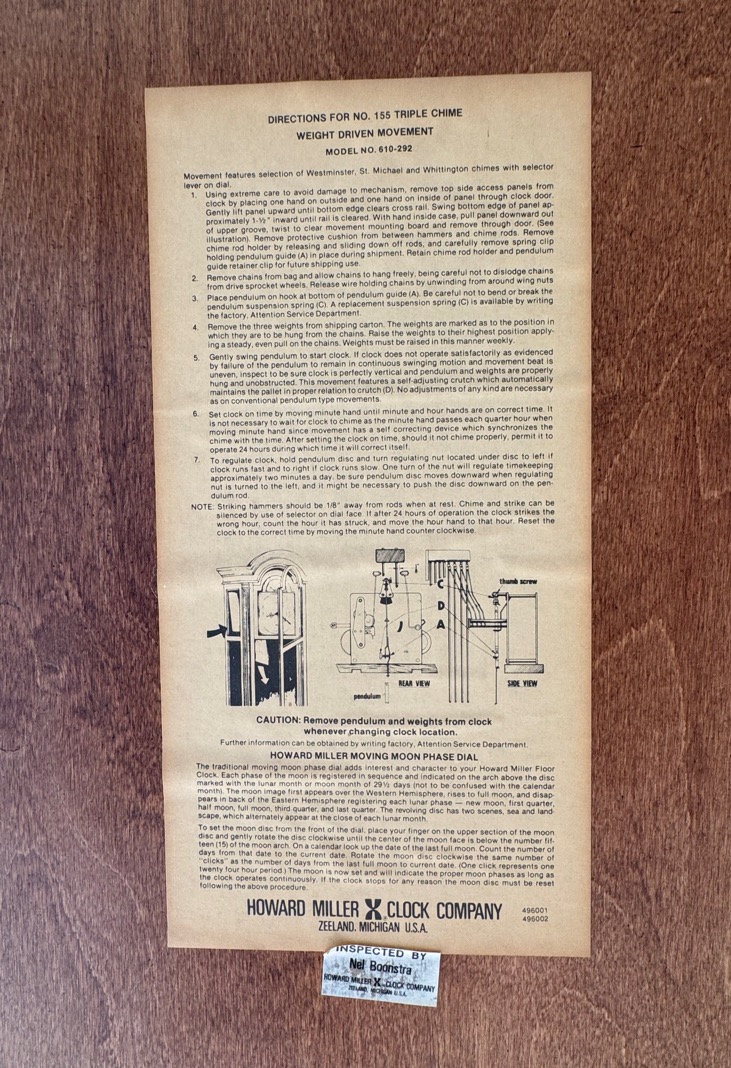 DIRECTIONS FOR NO. 155 TRIPLE CHIME
WEIGHT DRIVEN MOVEMENT
MODEL NO. 610-292
Movement features selection of Westminster, St. Michael and Whittington chimes with selector
lever on dial.
1. Using extreme care to avoid damage to mechanism, remove top side access panels from
clock by placing one hand on outside and one hand on inside of panel through clock door.
Gently lift panel upward until bottom edge clears cross rail. Swing bottom edge of panel ap-
proximately 1-½" inward until rail is cleared. With hand inside case, pull panel downward out
of upper groove, twist to clear movement mounting board and remove through door. (See
illustration). Remove protective cushion from between hammers and chime rods. Remove
chime rod holder by releasing and sliding down off rods, and carefully remove spring clip
holding pendulum guide (A) in place during shipment. Retain chime rod holder and pendulum
guide retainer clip for future shipping use.
2. Remove chains from bag and allow chains to hang freely, being careful not to dislodge chains
from drive sprocket wheels. Release wire holding chains by unwinding from around wing nuts
3. Place pendulum on hook at bottom of pendulum guide (A). Be careful not to bend or break the
pendulum suspension spring (C). A replacement suspension spring (C) is available by writing
the factory, Attention Service Department.
4. Remove the three weights from shipping carton. The weights are marked as to the position in
which they are to be hung from the chains. Raise the weights to their highest position apply-
ing a steady, even pull on the chains. Weights must be raised in this manner weekly.
5. Gently swing pendulum to start clock. If clock does not operate satisfactorily as evidenced
by failure of the pendulum to remain in continuous swinging motion and movement beat is
uneven, inspect to be sure clock is perfectly vertical and pendulum and weights are properly
hung and unobstructed. This movement features a self-adjusting crutch which automatically
maintains the pallet in proper relation to crutch (D). No adjustments of any kind are necessary
as on conventional pendulum type movements.
6. Set clock on time by moving minute hand until minute and hour hands are on correct time. It
is not necessary to wait for clock to chime as the minute hand passes each quarter hour when
moving minute hand since movement has a self correcting device which synchronizes the
chime with the time. After setting the clock on time, should it not chime properly, permit it to
operate 24 hours during which time it will correct itself.
7. To regulate clock, hold pendulum disc and turn regulating nut located under disc to left if
clock runs fast and to right if clock runs slow. One turn of the nut will regulate timekeeping
approximately two minutes a day. be sure pendulum disc moves downward when regulating
nut is turned to the left, and it might be necessary to push the disc downward on the pen-
dulum rod.
NOTE: Striking hammers should be 1/8" away from rods when at rest. Chime and strike can be
silenced by use of selector on dial face. If after 24 hours of operation the clock strikes the
wrong hour, count the hour it has struck, and move the hour hand to that hour. Reset the
clock to the correct time by moving the minute hand counter clockwise.
C
D
A
thumb screw
REAR VIEW
SIDE VIEW
pendulum
CAUTION: Remove pendulum and weights from clock
whenever changing clock location.
Further information can be obtained by writing factory, Attention Service Department.
HOWARD MILLER MOVING MOON PHASE DIAL
The traditional moving moon phase dial adds interest and character to your Howard Miller Floor
Clock. Each phase of the moon is registered in sequence and indicated on the arch above the disc
marked with the lunar month or moon month of 29½ days (not to be confused with the calendar
month). The moon image first appears over the Western Hemisphere, rises to full moon, and disap-
pears in back of the Eastern Hemisphere registering each lunar phase — new moon, first quarter,
half moon, full moon, third quarter, and last quarter. The revolving disc has two scenes, sea and land-
scape, which alternately appear at the close of each lunar month.
To set the moon disc from the front of the dial, place your finger on the upper section of the moon
disc and gently rotate the disc clockwise until the center of the moon face is below the number fif-
teen (15) of the moon arch. On a calendar look up the date of the last full moon. Count the number of
days from that date to the current date. Rotate the moon disc clockwise the same number of
"clicks" as the number of days from the last full moon to current date. (One click represents one
twenty four hour period.) The moon is now set and will indicate the proper moon phases as long as
the clock operates continuously. If the clock stops for any reason the moon disc must be reset
following the above procedure.
HOWARD MILLER CLOCK COMPANY
ZEELAND, MICHIGAN U.S.A.
496001
496002
INSPECTED BY
Nel Boonstra
HOWARD MILLER CLOCK COMPANY
ZEELAND, MICHIGAN U.S.A.